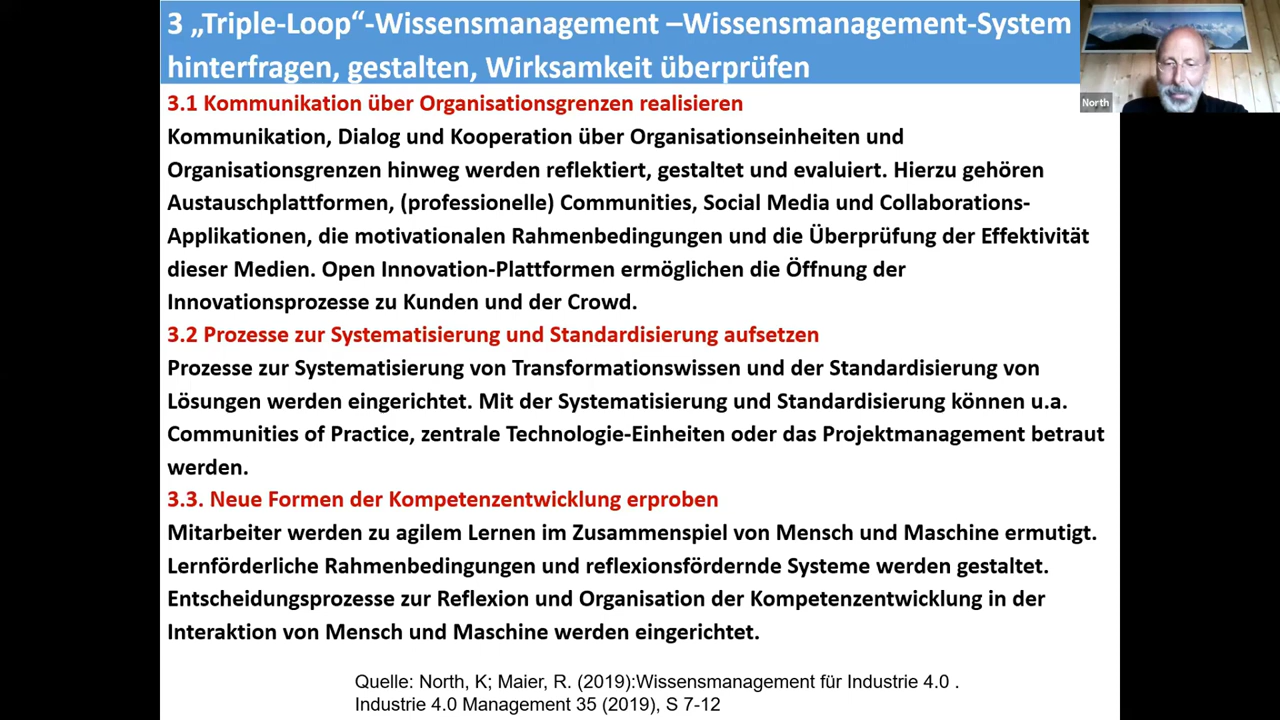 3 „Triple-Loop“-Wissensmanagement –Wissensmanagement-System
hinterfragen, gestalten, Wirksamkeit überprüfen
North
3.1 Kommunikation über Organisationsgrenzen realisieren
Kommunikation, Dialog und Kooperation über Organisationseinheiten und
Organisationsgrenzen hinweg werden reflektiert, gestaltet und evaluiert. Hierzu gehören
Austauschplattformen, (professionelle) Communities, Social Media und Collaborations-
Applikationen, die motivationalen Rahmenbedingungen und die Überprüfung der Effektivität
dieser Medien. Open Innovation-Plattformen ermöglichen die Öffnung der
Innovationsprozesse zu Kunden und der Crowd.
3.2 Prozesse zur Systematisierung und Standardisierung aufsetzen
Prozesse zur Systematisierung von Transformationswissen und der Standardisierung von
Lösungen werden eingerichtet. Mit der Systematisierung und Standardisierung können u.a.
Communities of Practice, zentrale Technologie-Einheiten oder das Projektmanagement betraut
werden.
3.3. Neue Formen der Kompetenzentwicklung erproben
Mitarbeiter werden zu agilem Lernen im Zusammenspiel von Mensch und Maschine ermutigt.
Lernförderliche Rahmenbedingungen und reflexionsfördernde Systeme werden gestaltet.
Entscheidungsprozesse zur Reflexion und Organisation der Kompetenzentwicklung in der
Interaktion von Mensch und Maschine werden eingerichtet.
Quelle: North, K; Maier, R. (2019):Wissensmanagement für Industrie 4.0 .
Industrie 4.0 Management 35 (2019), S 7-12